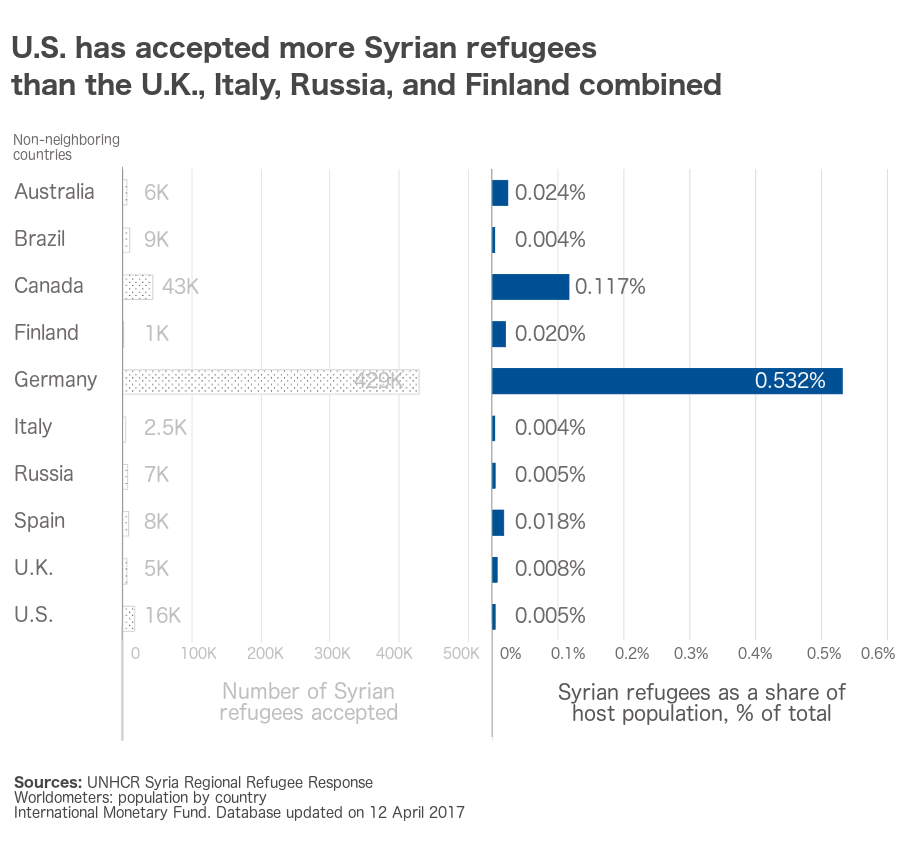 U.S. has accepted more Syrian refugees
than the U.K., Italy, Russia, and Finland combined
Non-neighboring
countries
Australia 6K 0.024%
Brazil 9K 0.004%
Canada 43K 0.117%
Finland 1K 0.020%
Germany 429K 0.532%
Italy 2.5K 0.004%
Russia 7K 0.005%
Spain 8K 0.018%
U.K. 5K 0.008%
U.S. 16K 0.005%
0 100K 200K 300K 400K 500K 0% 0.1% 0.2% 0.3% 0.4% 0.5% 0.6%
Number of Syrian
refugees accepted
Syrian refugees as a share of
host population, % of total
Sources: UNHCR Syria Regional Refugee Response
Worldometers: population by country
International Monetary Fund. Database updated on 12 April 2017